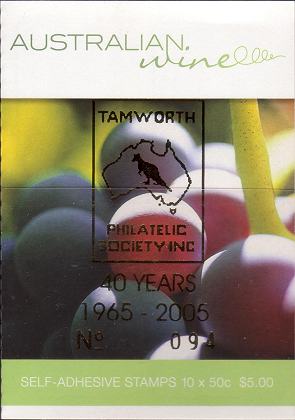 AUSTRALIAN
wine
TAMWORTH
PHILATELIC
SOCIETY INC
40 YEARS
1965 - 2005
Nº 094
SELF-ADHESIVE STAMPS 10 x 50c $5.00